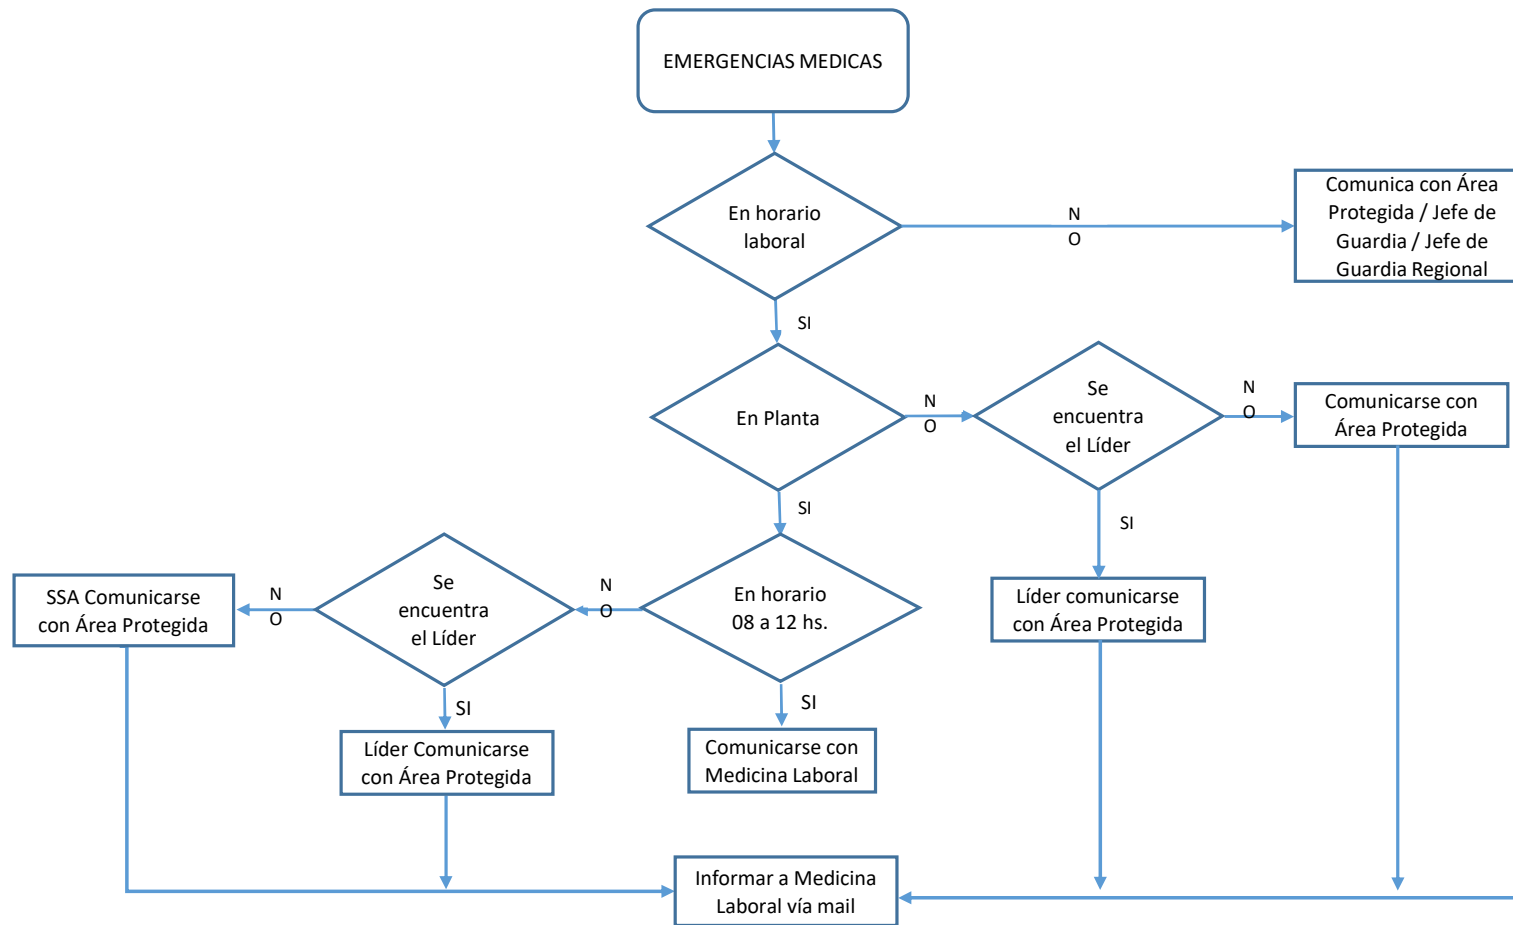 EMERGENCIAS MEDICAS
En horario
laboral
N
O
Comunica con Área
Protegida / Jefe de
Guardia / Jefe de
Guardia Regional
SI
En Planta
N
O
Se
encuentra
el Líder
N
O
Comunicarse con
Área Protegida
SI
SI
Líder comunicarse
con Área Protegida
En horario
08 a 12 hs.
N
O
Se
encuentra
el Líder
N
O
SSA Comunicarse
con Área Protegida
SI
SI
Líder Comunicarse
con Área Protegida
Comunicarse con
Medicina Laboral
Informar a Medicina
Laboral vía mail